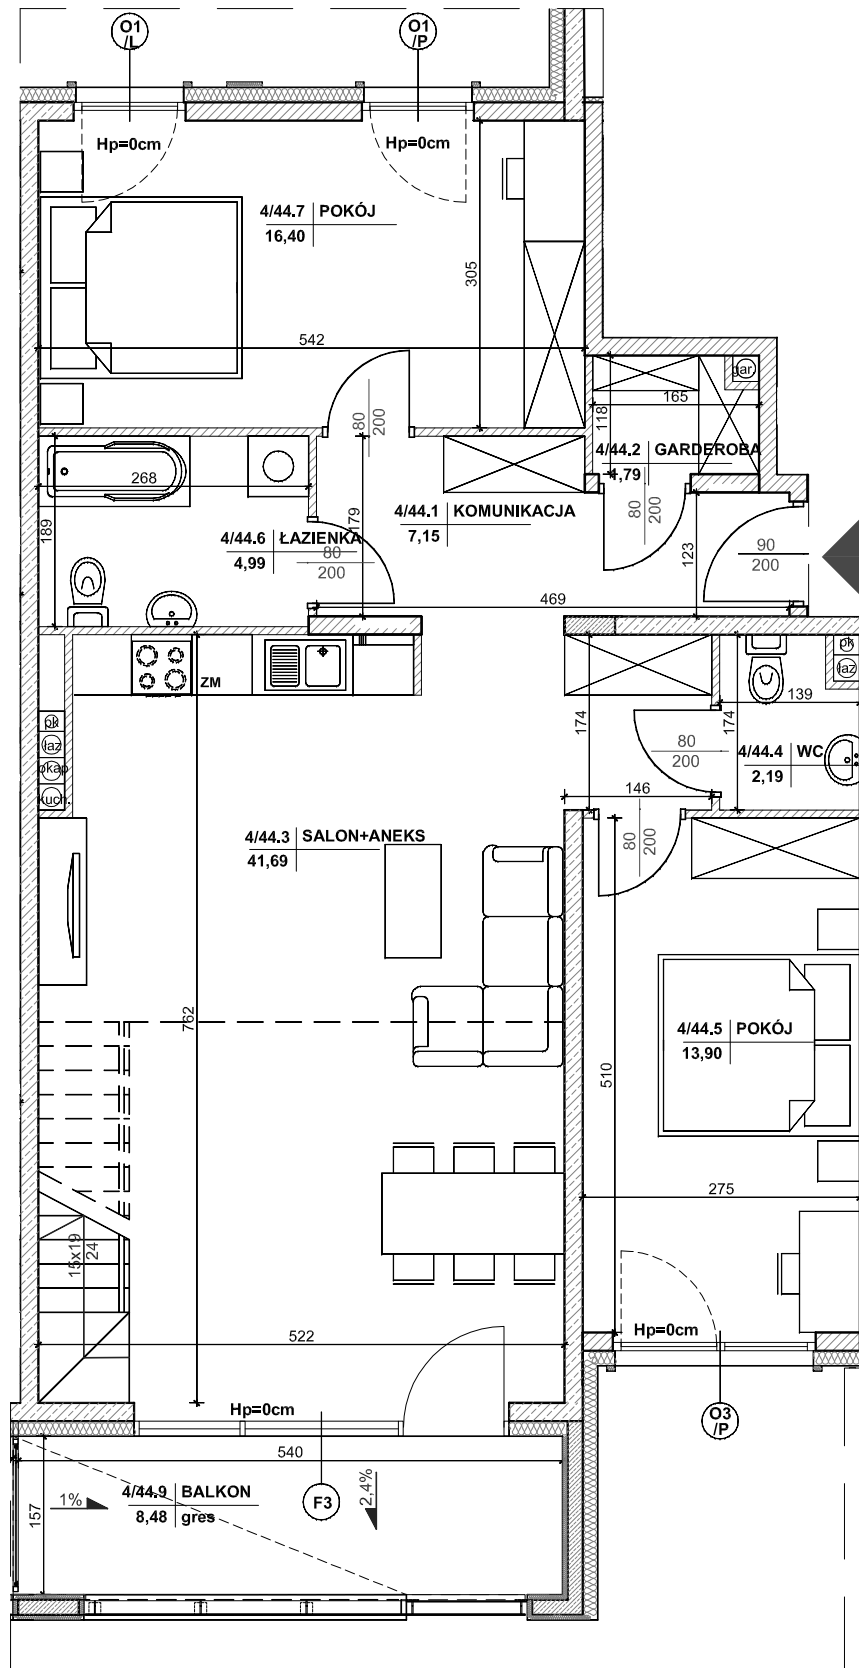 O1
/L
O1
/P
Hp=0cm
Hp=0cm
4/44.7 POKÓJ
16,40
305
542
gar.
165
118
80
200
4/44.2 GARDEROBA
1,79
268
189
179
4/44.1 KOMUNIKACJA
7,15
80
200
4/44.6 ŁAZIENKA
4,99
80
200
123
90
200
469
ZM
pk
łaz
pk
łaz
okap
kuch.
174
174
139
80
200
4/44.4 WC
2,19
146
80
200
4/44.3 SALON+ANEKS
41,69
762
4/44.5 POKÓJ
13,90
510
275
15x19
24
522
Hp=0cm
Hp=0cm
O3
/P
540
157
1%
4/44.9 BALKON
8,48 gres
F3
2,4%